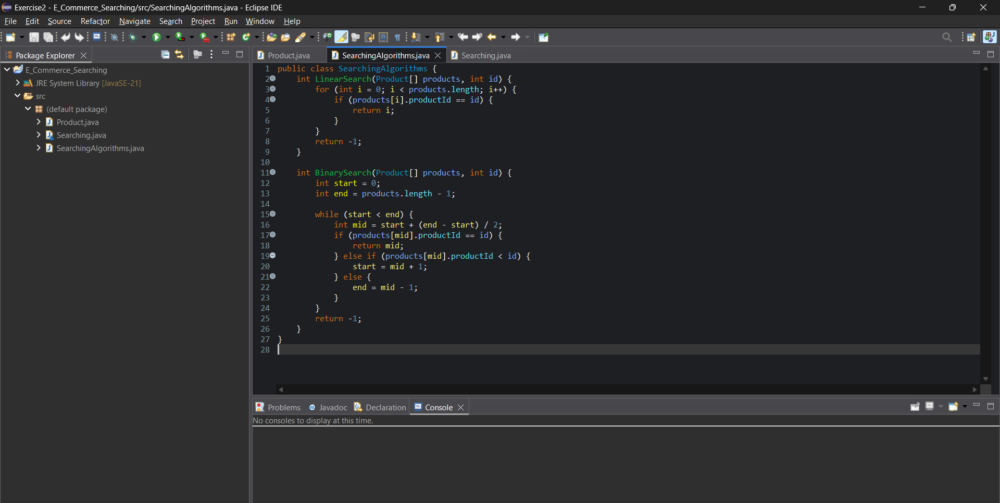 Exercise2 - E_Commerce_Searching/src/SearchingAlgorithms.java - Eclipse IDE
File Edit Source Refactor Navigate Search Project Run Window Help
Package Explorer
E_Commerce_Searching
JRE System Library [JavaSE-21]
src
(default package)
Product.java
Searching.java
SearchingAlgorithms.java
Product.java SearchingAlgorithms.java Searching.java
1 public class SearchingAlgorithms {
2 int LinearSearch(Product[] products, int id) {
3 for (int i = 0; i < products.length; i++) {
4 if (products[i].productId == id) {
5 return i;
6 }
7 }
8 return -1;
9 }
10
11 int BinarySearch(Product[] products, int id) {
12 int start = 0;
13 int end = products.length - 1;
14
15 while (start < end) {
16 int mid = start + (end - start) / 2;
17 if (products[mid].productId == id) {
18 return mid;
19 } else if (products[mid].productId < id) {
20 start = mid + 1;
21 } else {
22 end = mid - 1;
23 }
24 }
25 return -1;
26 }
27 }
28
Problems @ Javadoc Declaration Console
No consoles to display at this time.